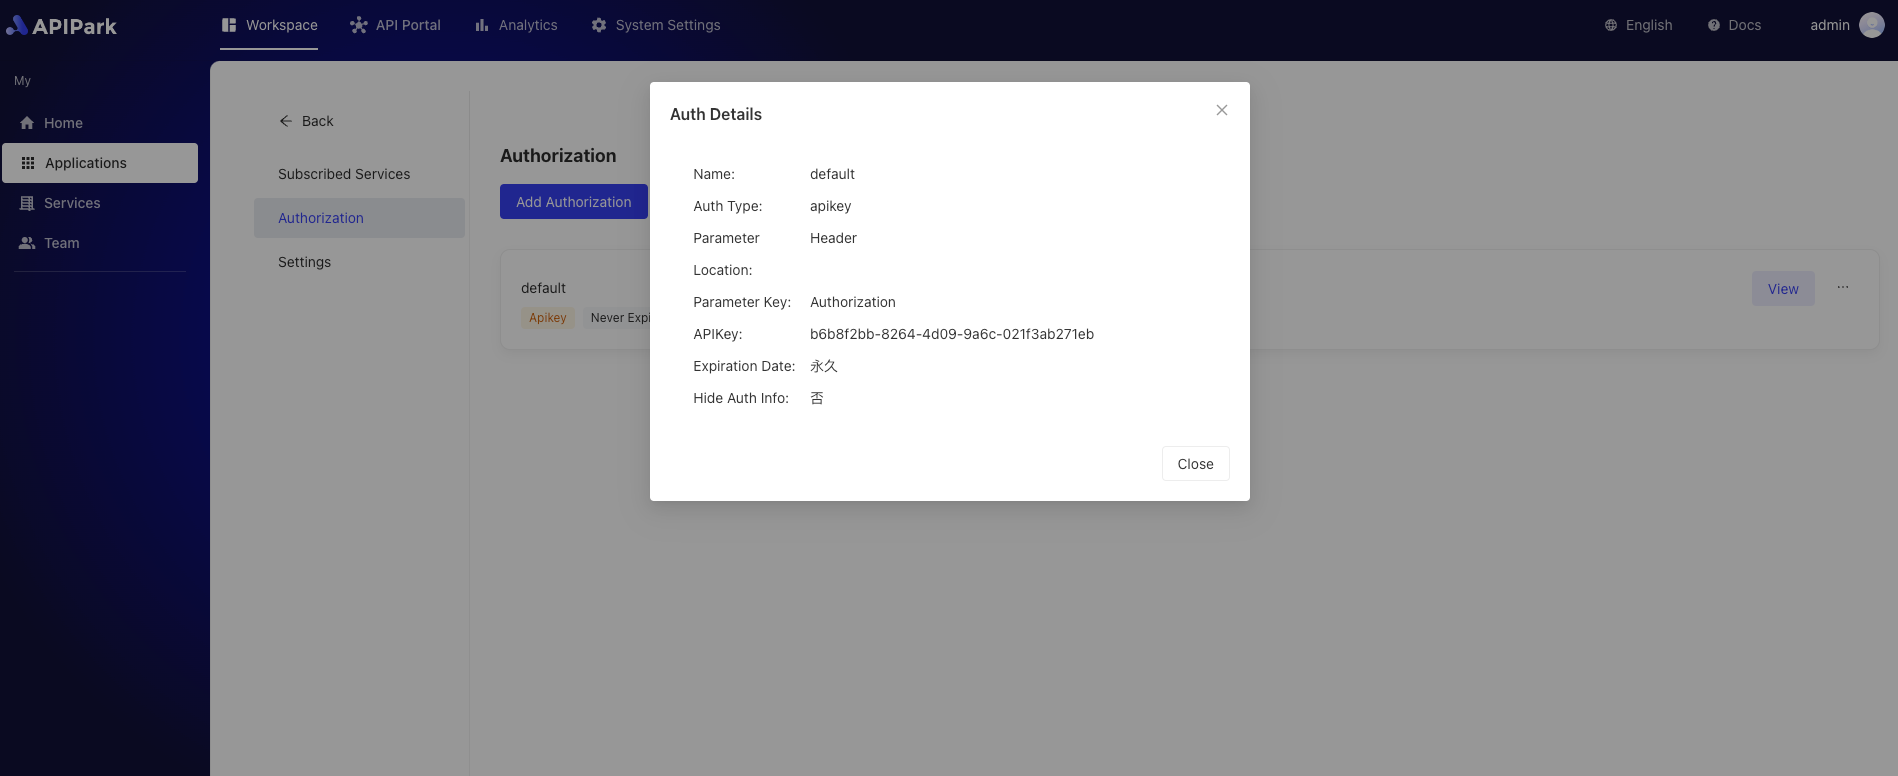 APIPark
Workspace
API Portal
Analytics
System Settings
English
Docs
admin
My
Home
Applications
Services
Team
Back
Subscribed Services
Authorization
Settings
Authorization
Add Authorization
default
Apikey
Never Expi
View
Auth Details
Name: default
Auth Type: apikey
Parameter Header
Location:
Parameter Key: Authorization
APIKey: b6b8f2bb-8264-4d09-9a6c-021f3ab271eb
Expiration Date: 永久
Hide Auth Info: 否
Close